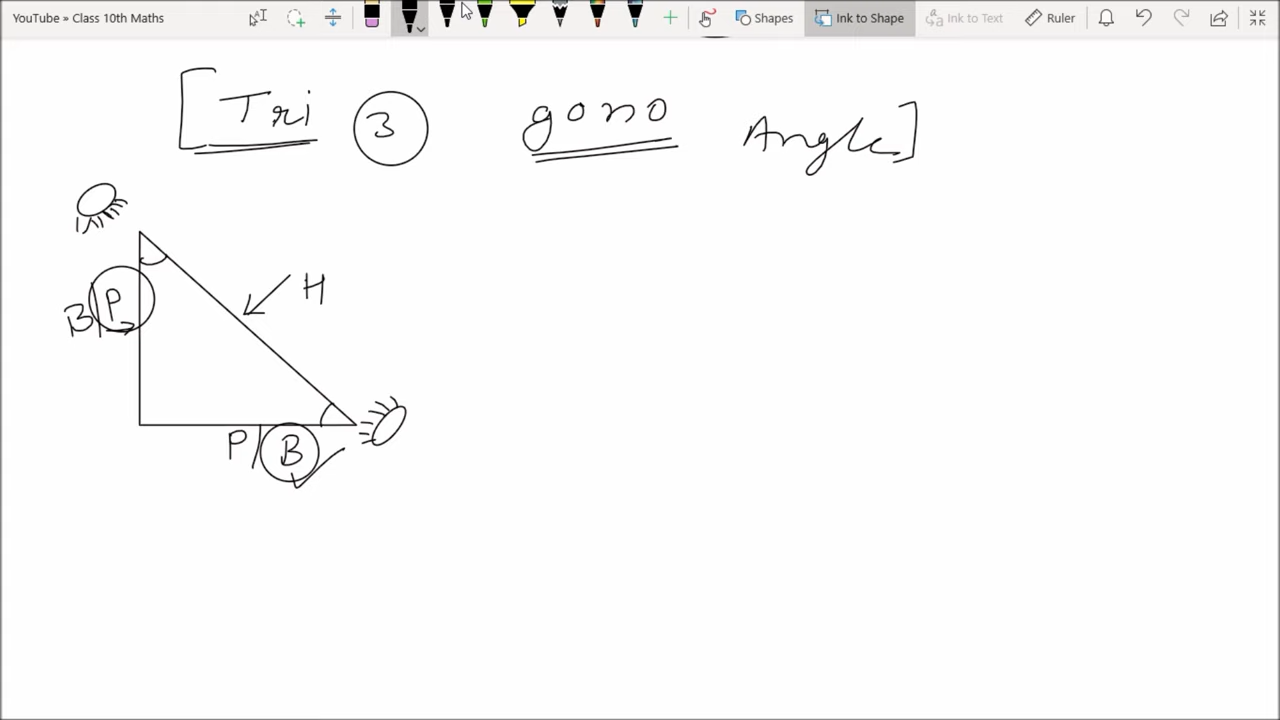 YouTube » Class 10th Maths
Shapes
Ink to Shape
Ink to Text
Ruler
[Tri 3 gono Angle]
B/P
H
P/B